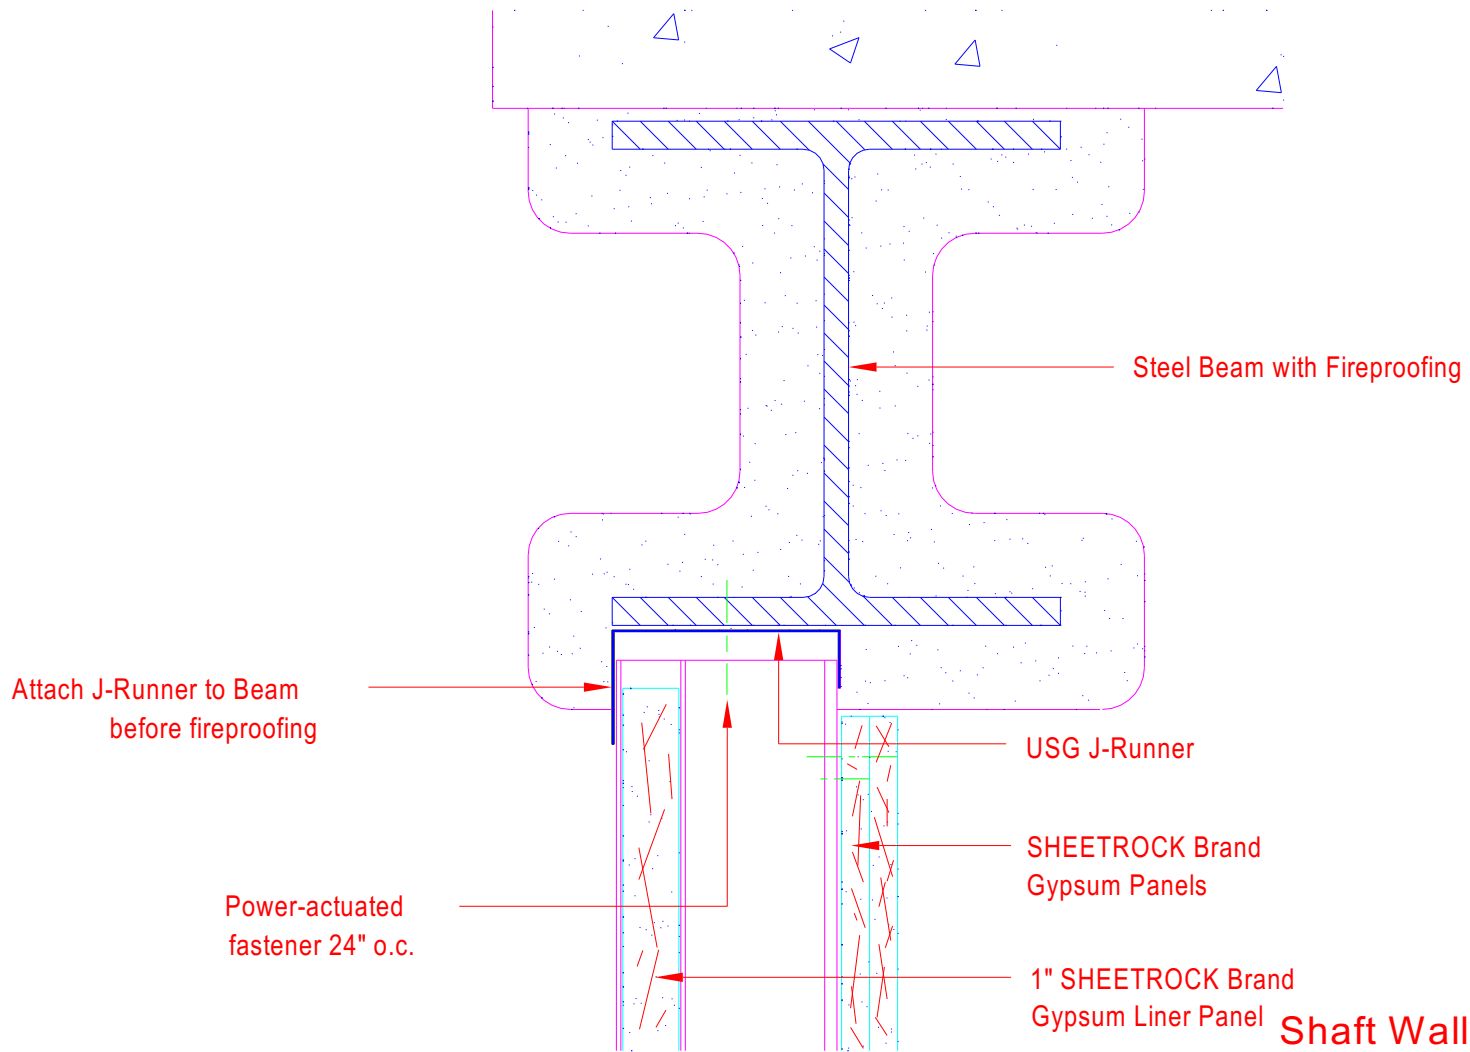 Steel Beam with Fireproofing
Attach J-Runner to Beam
before fireproofing
USG J-Runner
SHEETROCK Brand
Gypsum Panels
Power-actuated
fastener 24" o.c.
1" SHEETROCK Brand
Gypsum Liner Panel
Shaft Wall